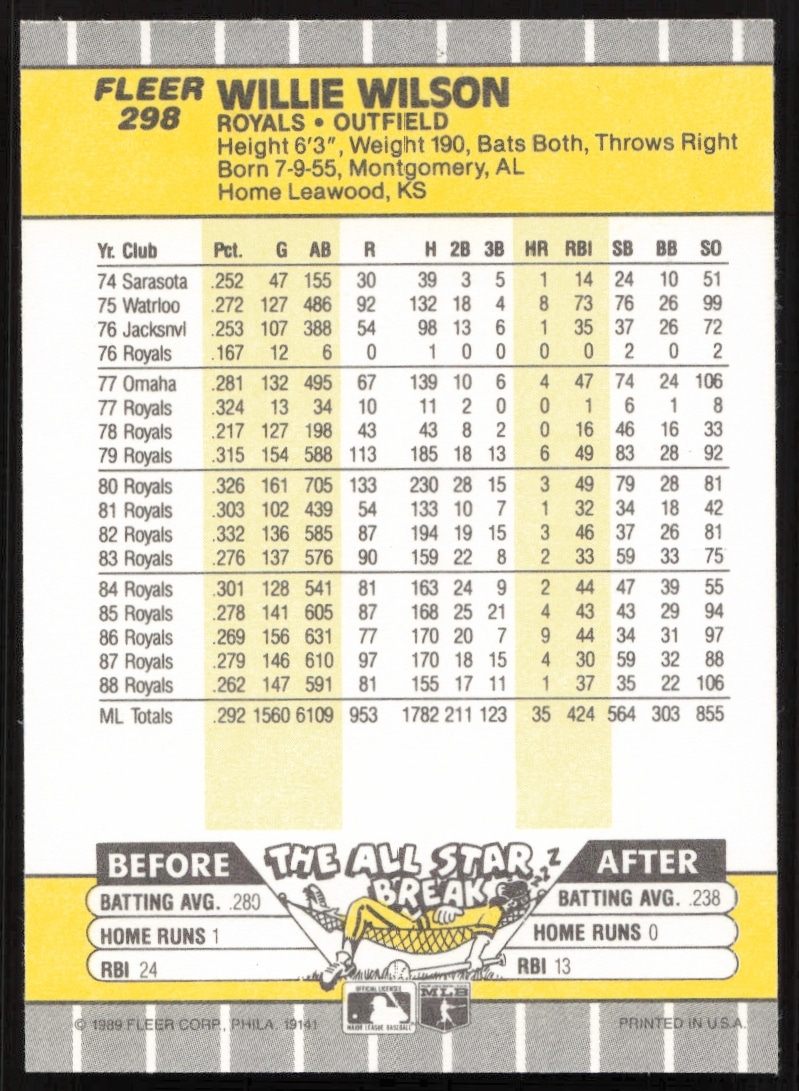 FLEER WILLIE WILSON
298 ROYALS • OUTFIELD
Height 6'3", Weight 190, Bats Both, Throws Right
Born 7-9-55, Montgomery, AL
Home Leawood, KS
Yr. Club Pct. G AB R H 2B 3B HR RBI SB BB SO
74 Sarasota .252 47 155 30 39 3 5 1 14 24 10 51
75 Watrloo .272 127 486 92 132 18 4 8 73 76 26 99
76 Jacksnvl .253 107 388 54 98 13 6 1 35 37 26 72
76 Royals .167 12 6 0 1 0 0 0 0 2 0 2
77 Omaha .281 132 495 67 139 10 6 4 47 74 24 106
77 Royals .324 13 34 10 11 2 0 0 1 6 1 8
78 Royals .217 127 198 43 43 8 2 0 16 46 16 33
79 Royals .315 154 588 113 185 18 13 6 49 83 28 92
80 Royals .326 161 705 133 230 28 15 3 49 79 28 81
81 Royals .303 102 439 54 133 10 7 1 32 34 18 42
82 Royals .332 136 585 87 194 19 15 3 46 37 26 81
83 Royals .276 137 576 90 159 22 8 2 33 59 33 75
84 Royals .301 128 541 81 163 24 9 2 44 47 39 55
85 Royals .278 141 605 87 168 25 21 4 43 43 29 94
86 Royals .269 156 631 77 170 20 7 9 44 34 31 97
87 Royals .279 146 610 97 170 18 15 4 30 59 32 88
88 Royals .262 147 591 81 155 17 11 1 37 35 22 106
ML Totals .292 1560 6109 953 1782 211 123 35 424 564 303 855
BEFORE THE ALL STAR BREAK ZZZ AFTER
BATTING AVG. .280 BATTING AVG. .238
HOME RUNS 1 HOME RUNS 0
RBI 24 RBI 13
OFFICIAL LICENSEE MLB
MAJOR LEAGUE BASEBALL
© 1989 FLEER CORP., PHILA. 19141 PRINTED IN U.S.A.